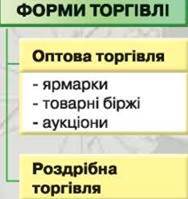 ФОРМИ ТОРГІВЛІ
Оптова торгівля
- ярмарки
- товарні біржі
- аукціони
Роздрібна
торгівля